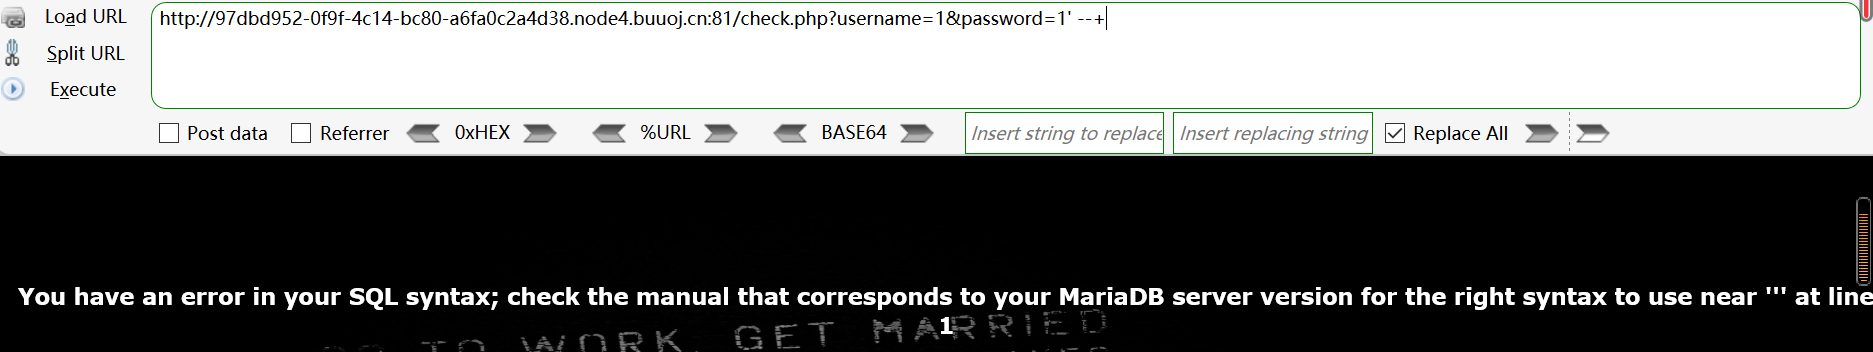 Load URL
http://97dbd952-0f9f-4c14-bc80-a6fa0c2a4d38.node4.buuoj.cn:81/check.php?username=1&password=1' --+
Split URL
Execute
Post data Referrer 0xHEX %URL BASE64 Insert string to replace Insert replacing string Replace All
You have an error in your SQL syntax; check the manual that corresponds to your MariaDB server version for the right syntax to use near ''' at line
1
TO WORK, GET MARRIED